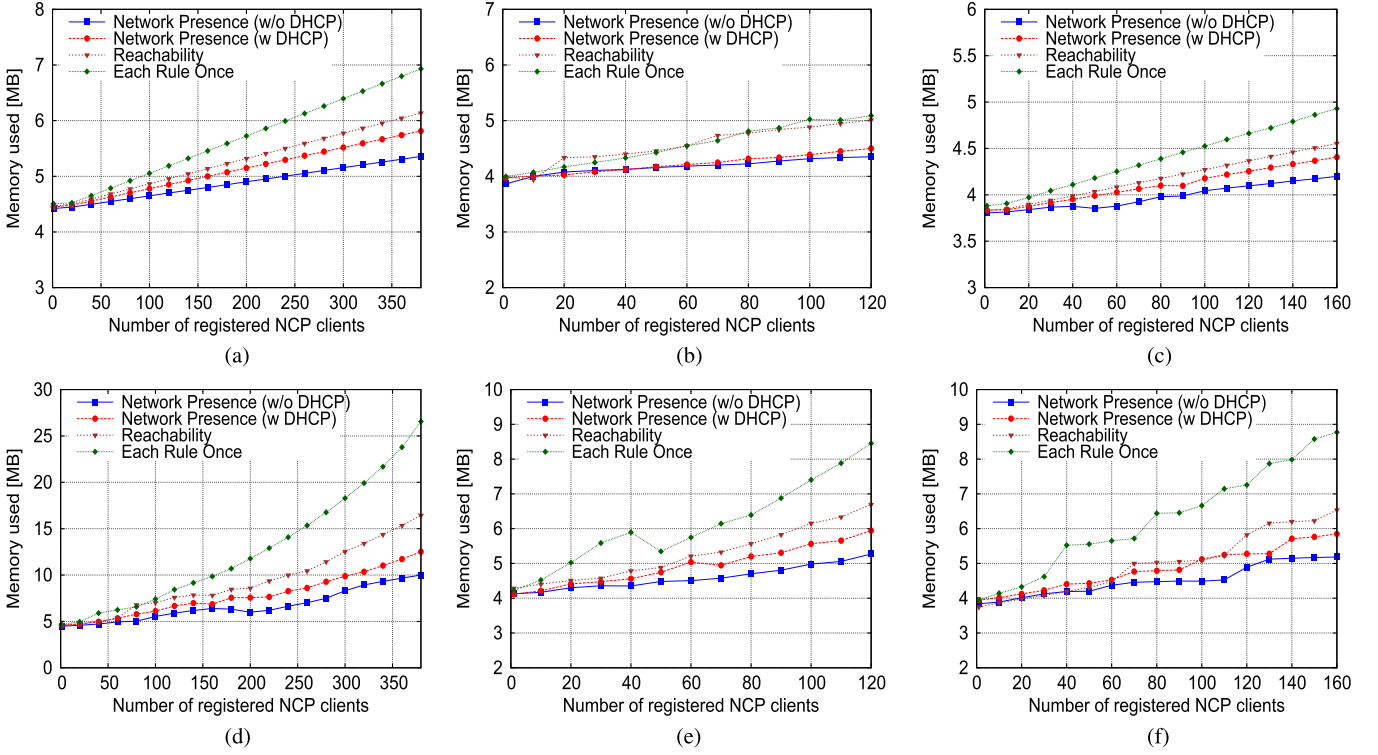 Memory used [MB]
8
7
6
5
4
3
Network Presence (w/o DHCP)
Network Presence (w DHCP)
Reachability
Each Rule Once
0 50 100 150 200 250 300 350
Number of registered NCP clients
(a)
Memory used [MB]
7
6
5
4
3
2
Network Presence (w/o DHCP)
Network Presence (w DHCP)
Reachability
Each Rule Once
0 20 40 60 80 100 120
Number of registered NCP clients
(b)
Memory used [MB]
6
5.5
5
4.5
4
3.5
3
Network Presence (w/o DHCP)
Network Presence (w DHCP)
Reachability
Each Rule Once
0 20 40 60 80 100 120 140 160
Number of registered NCP clients
(c)
Memory used [MB]
30
25
20
15
10
5
0
Network Presence (w/o DHCP)
Network Presence (w DHCP)
Reachability
Each Rule Once
0 50 100 150 200 250 300 350
Number of registered NCP clients
(d)
Memory used [MB]
10
9
8
7
6
5
4
3
2
Network Presence (w/o DHCP)
Network Presence (w DHCP)
Reachability
Each Rule Once
0 20 40 60 80 100 120
Number of registered NCP clients
(e)
Memory used [MB]
10
9
8
7
6
5
4
3
2
Network Presence (w/o DHCP)
Network Presence (w DHCP)
Reachability
Each Rule Once
0 20 40 60 80 100 120 140 160
Number of registered NCP clients
(f)